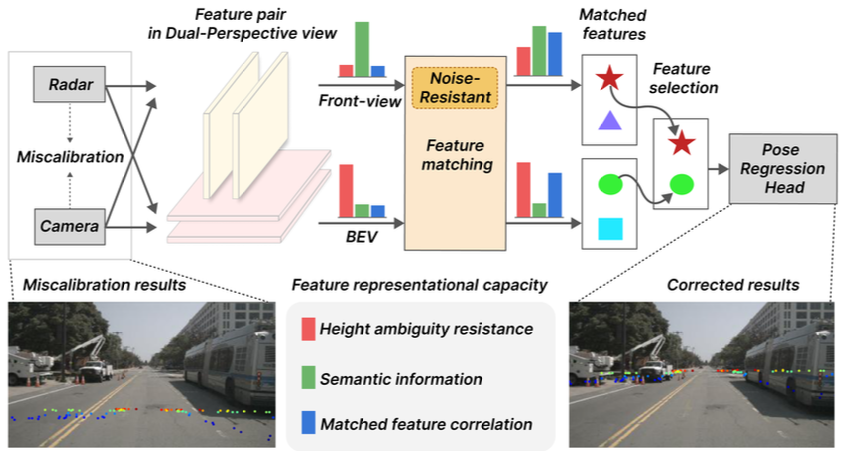 Feature pair
in Dual-Perspective view
Matched
features
Radar
Noise-
Resistant
Feature
selection
Front-view
Miscalibration
Feature
matching
Pose
Regression
Head
Camera
BEV
Miscalibration results
Feature representational capacity
Corrected results
Height ambiguity resistance
Semantic information
Matched feature correlation